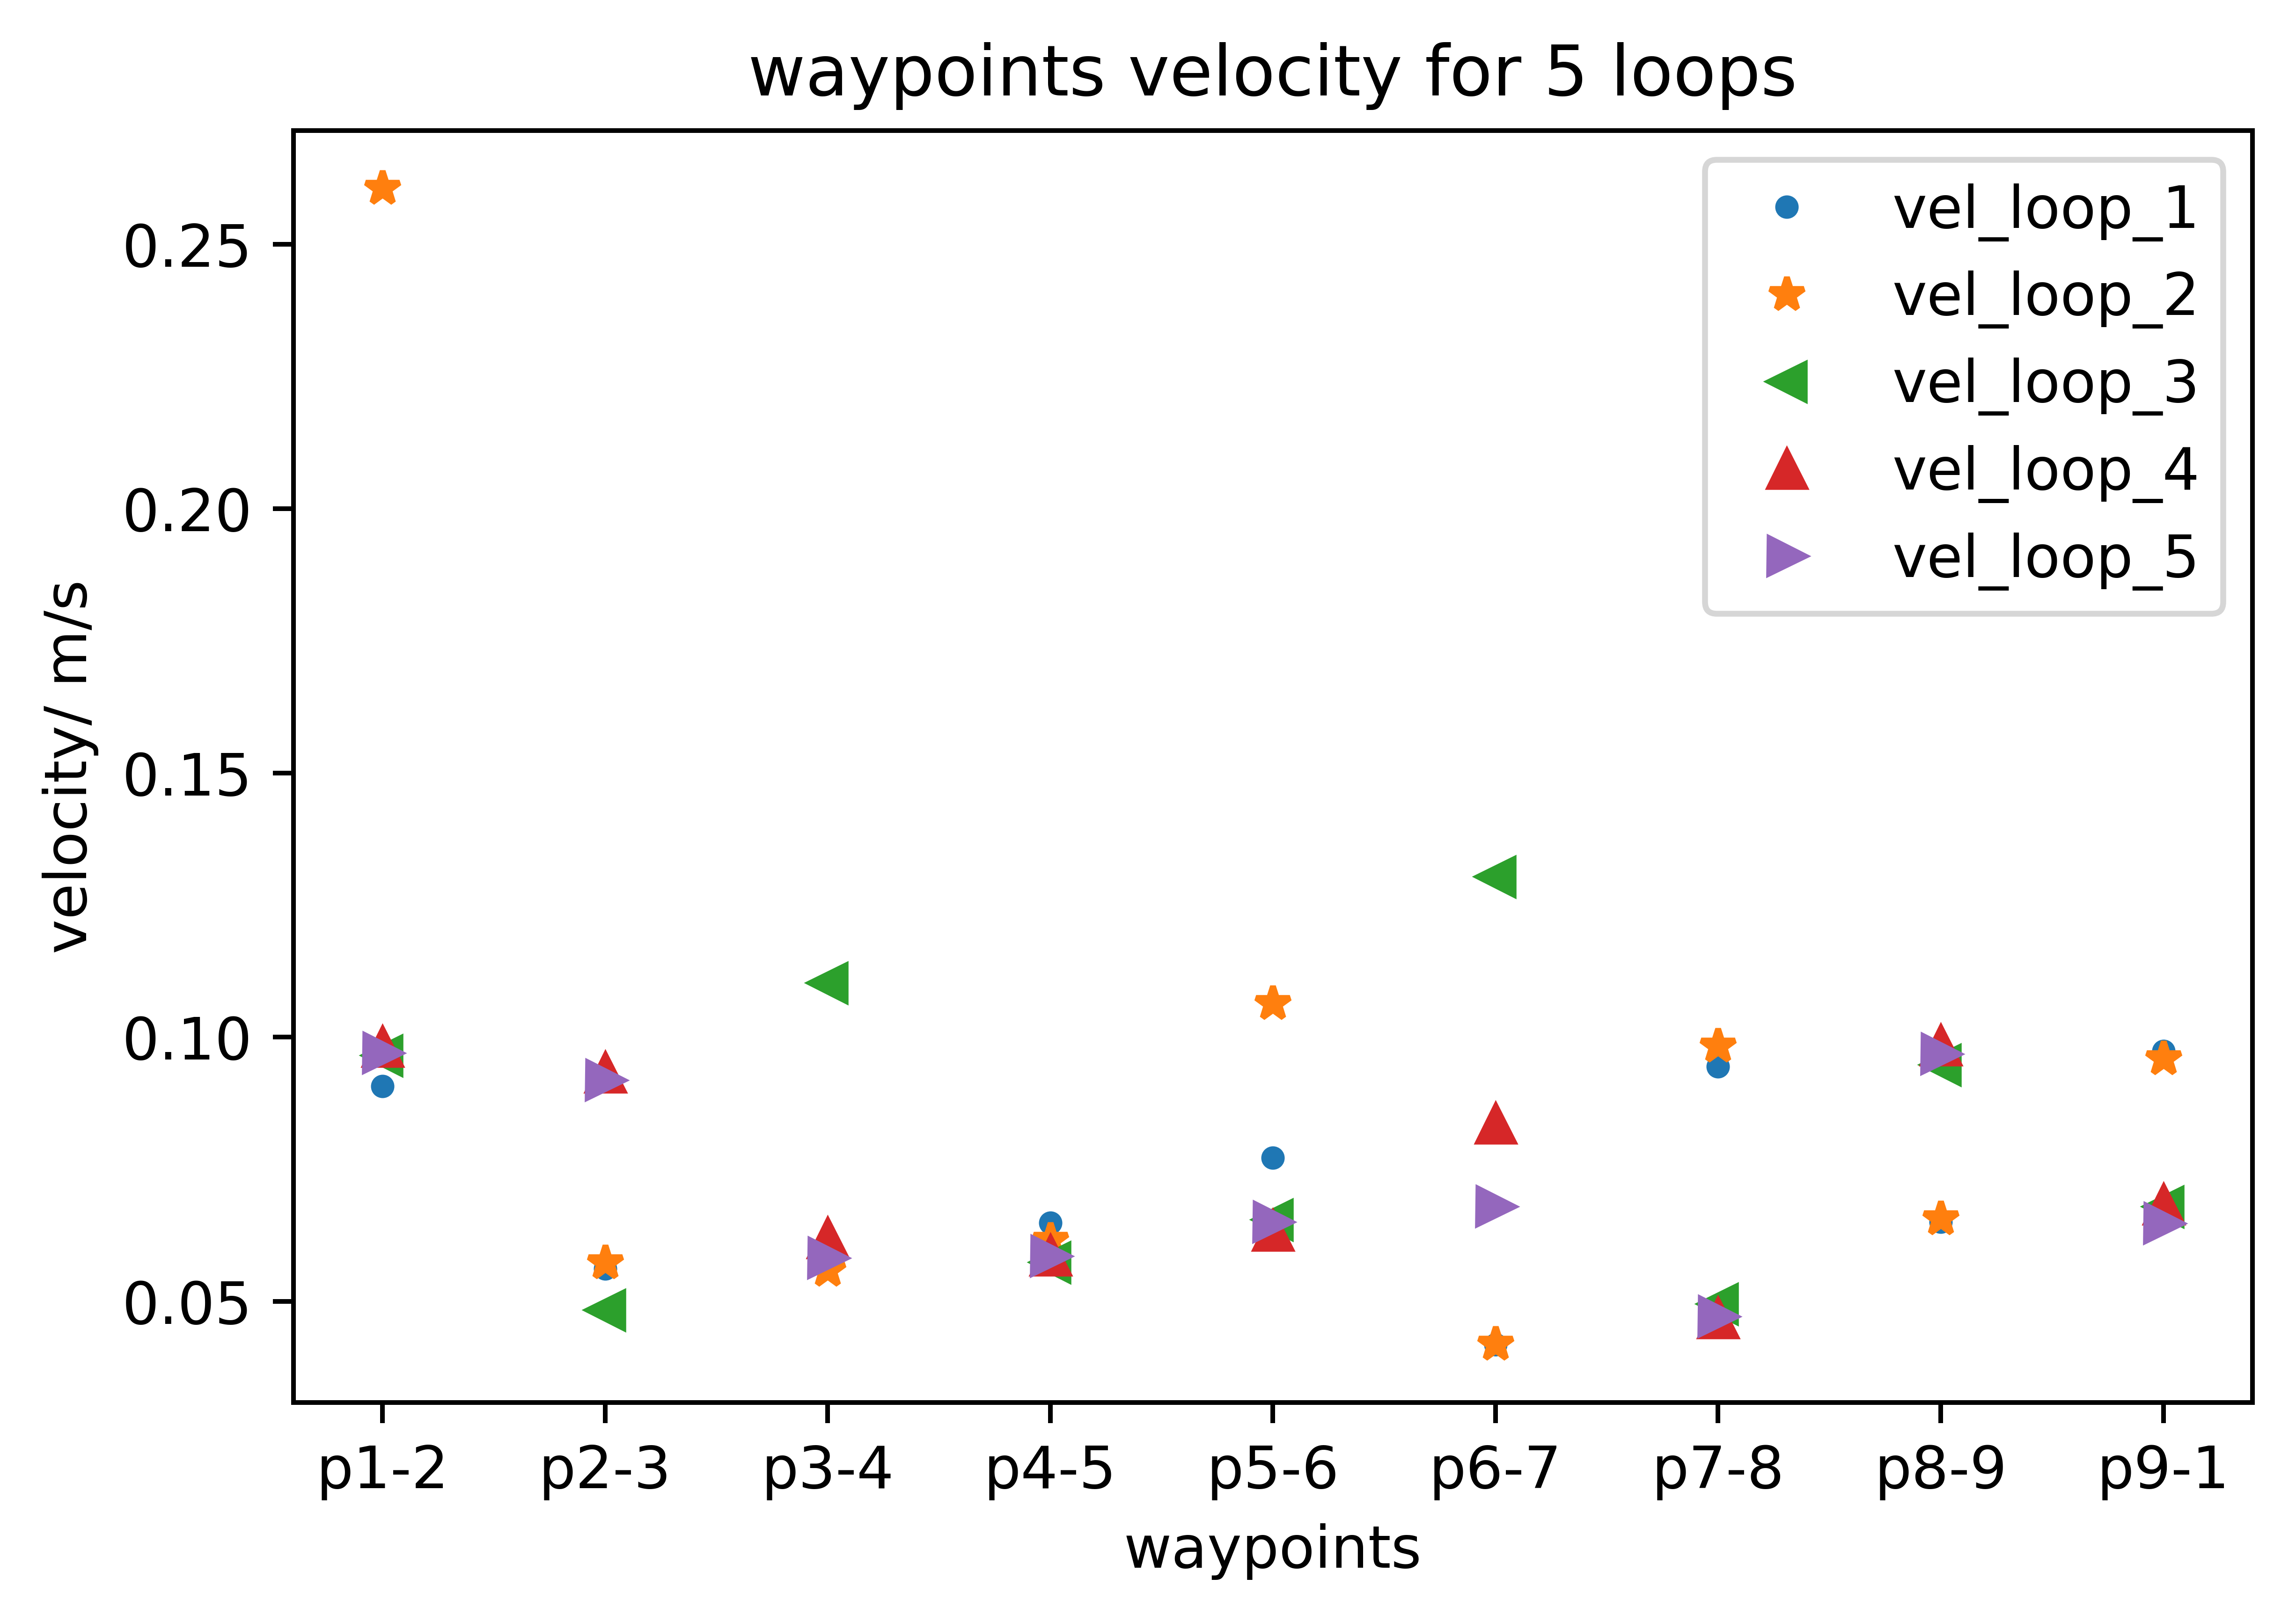 waypoints velocity for 5 loops
vel_loop_1
vel_loop_2
vel_loop_3
vel_loop_4
vel_loop_5
velocity/ m/s
0.25
0.20
0.15
0.10
0.05
p1-2 p2-3 p3-4 p4-5 p5-6 p6-7 p7-8 p8-9 p9-1
waypoints